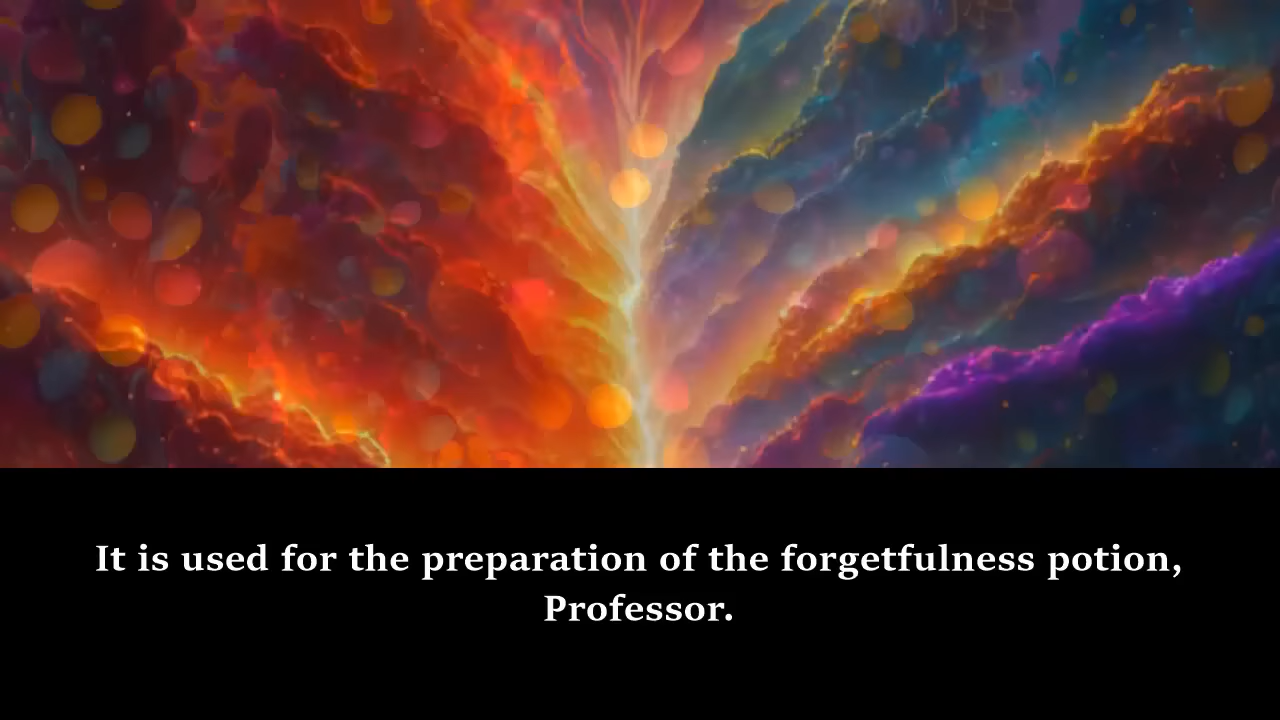 It is used for the preparation of the forgetfulness potion,
Professor.